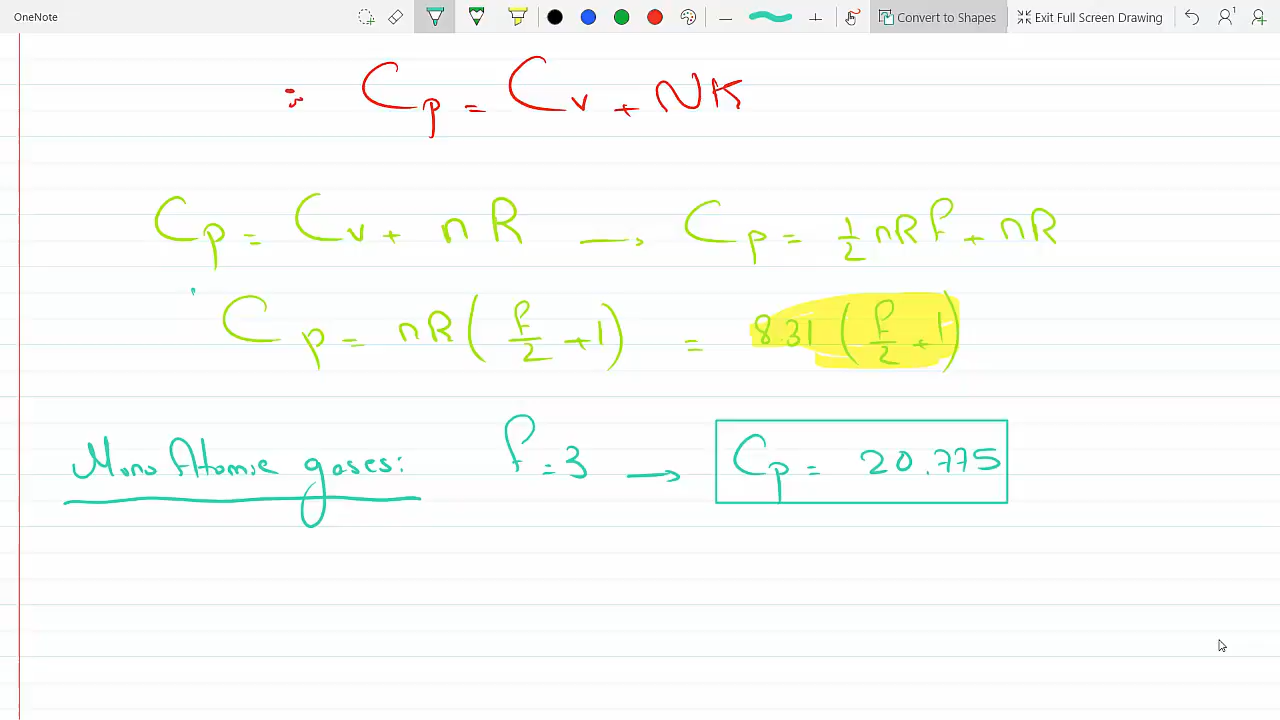 OneNote Convert to Shapes Exit Full Screen Drawing
∴ Cp = Cv + NK
Cp = Cv + nR → Cp = 1/2 nRf + nR
Cp = nR(f/2 + 1) = 8.31 (f/2 + 1)
Mono Atomic gases: f = 3 → Cp = 20.775